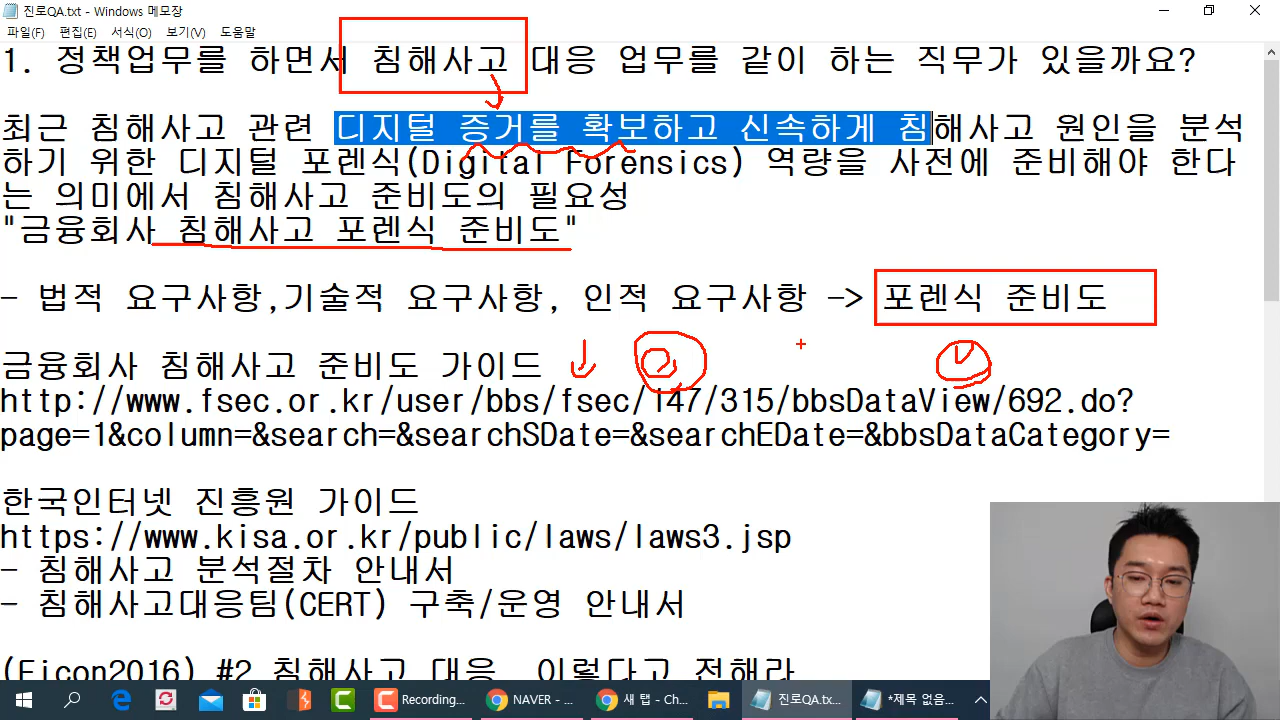 진로QA.txt - Windows 메모장
파일(F) 편집(E) 서식(O) 보기(V) 도움말
1. 정책업무를 하면서 침해사고 대응 업무를 같이 하는 직무가 있을까요?
최근 침해사고 관련 디지털 증거를 확보하고 신속하게 침해사고 원인을 분석
하기 위한 디지털 포렌식(Digital Forensics) 역량을 사전에 준비해야 한다
는 의미에서 침해사고 준비도의 필요성
"금융회사 침해사고 포렌식 준비도"
- 법적 요구사항,기술적 요구사항, 인적 요구사항 -> 포렌식 준비도
금융회사 침해사고 준비도 가이드
http://www.fsec.or.kr/user/bbs/fsec/147/315/bbsDataView/692.do?
page=1&column=&search=&searchSDate=&searchEDate=&bbsDataCategory=
한국인터넷 진흥원 가이드
https://www.kisa.or.kr/public/laws/laws3.jsp
- 침해사고 분석절차 안내서
- 침해사고대응팀(CERT) 구축/운영 안내서
(Eicon2016) #2 침해사고 대응 이렇다고 전해라
Recording... NAVER - ... 새 탭 - Ch... 진로QA.tx... *제목 없음...